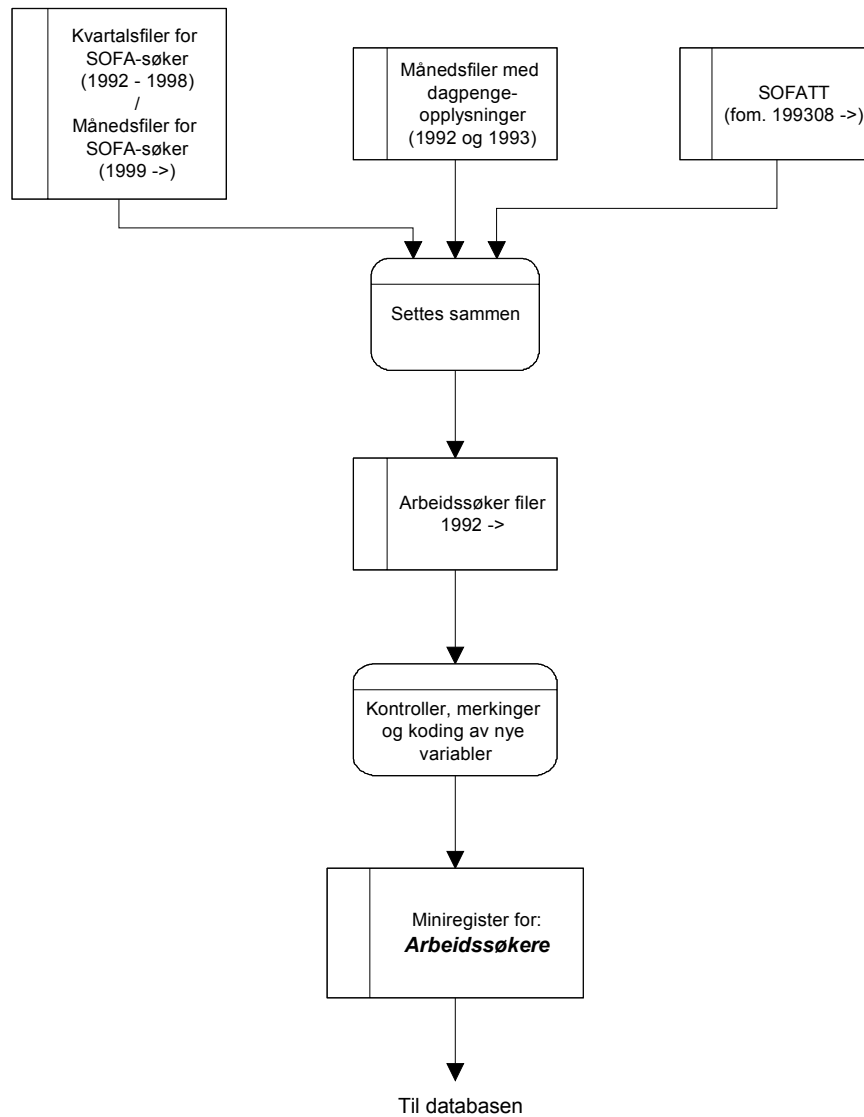 Kvartalsfiler for
SOFA-søker
(1992 - 1998)
/
Månedsfiler for
SOFA-søker
(1999 ->)
Månedsfiler med
dagpenge-
opplysninger
(1992 og 1993)
SOFATT
(fom. 199308 ->)
Settes sammen
Arbeidssøker filer
1992 ->
Kontroller, merkinger
og koding av nye
variabler
Miniregister for:
Arbeidssøkere
Til databasen